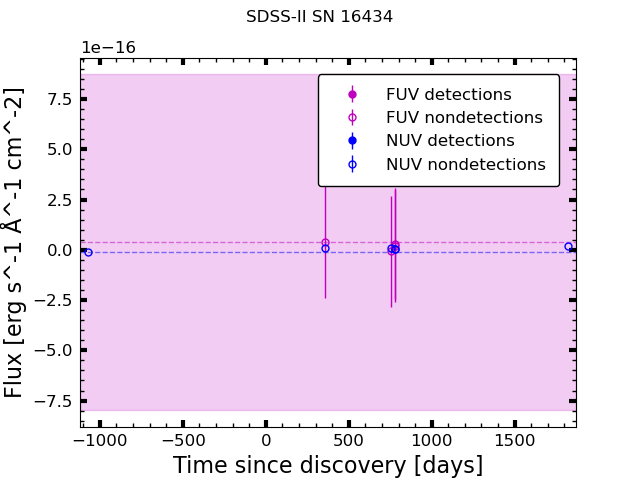 SDSS-II SN 16434
1e−16
FUV detections
FUV nondetections
NUV detections
NUV nondetections
7.5
5.0
2.5
0.0
−2.5
−5.0
−7.5
Flux [erg s^-1 Å^-1 cm^-2]
−1000 −500 0 500 1000 1500
Time since discovery [days]